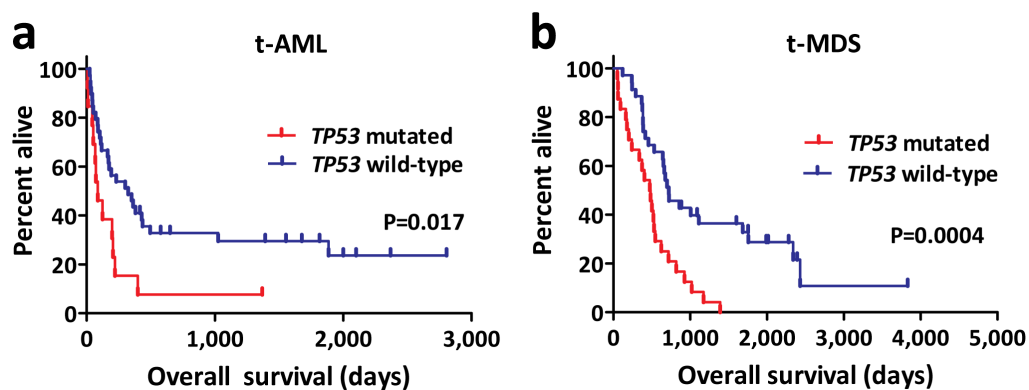 a
t-AML
Percent alive
100
80
60
40
20
0
TP53 mutated
TP53 wild-type
P=0.017
0 1,000 2,000 3,000
Overall survival (days)
b
t-MDS
Percent alive
100
80
60
40
20
0
TP53 mutated
TP53 wild-type
P=0.0004
0 1,000 2,000 3,000 4,000 5,000
Overall survival (days)